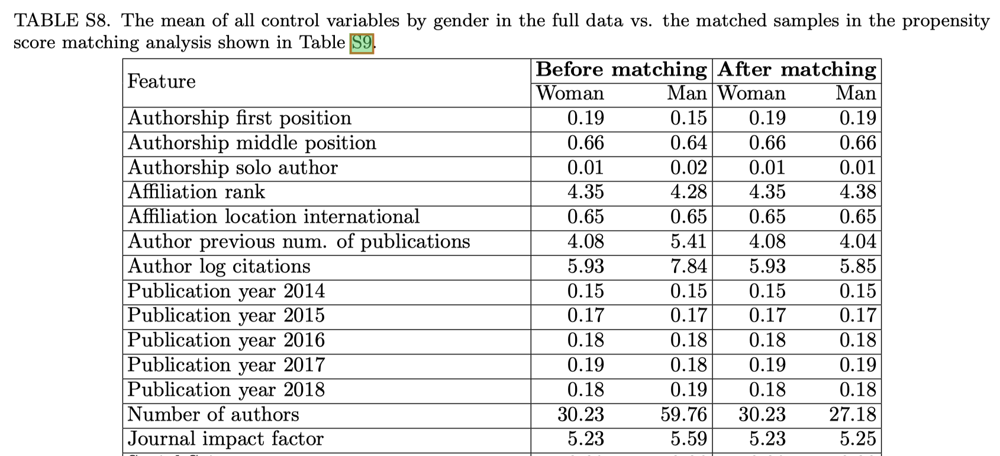 TABLE S8. The mean of all control variables by gender in the full data vs. the matched samples in the propensity
score matching analysis shown in Table S9.
Feature Before matching After matching
Woman Man Woman Man
Authorship first position 0.19 0.15 0.19 0.19
Authorship middle position 0.66 0.64 0.66 0.66
Authorship solo author 0.01 0.02 0.01 0.01
Affiliation rank 4.35 4.28 4.35 4.38
Affiliation location international 0.65 0.65 0.65 0.65
Author previous num. of publications 4.08 5.41 4.08 4.04
Author log citations 5.93 7.84 5.93 5.85
Publication year 2014 0.15 0.15 0.15 0.15
Publication year 2015 0.17 0.17 0.17 0.17
Publication year 2016 0.18 0.18 0.18 0.18
Publication year 2017 0.19 0.18 0.19 0.19
Publication year 2018 0.18 0.19 0.18 0.18
Number of authors 30.23 59.76 30.23 27.18
Journal impact factor 5.23 5.59 5.23 5.25